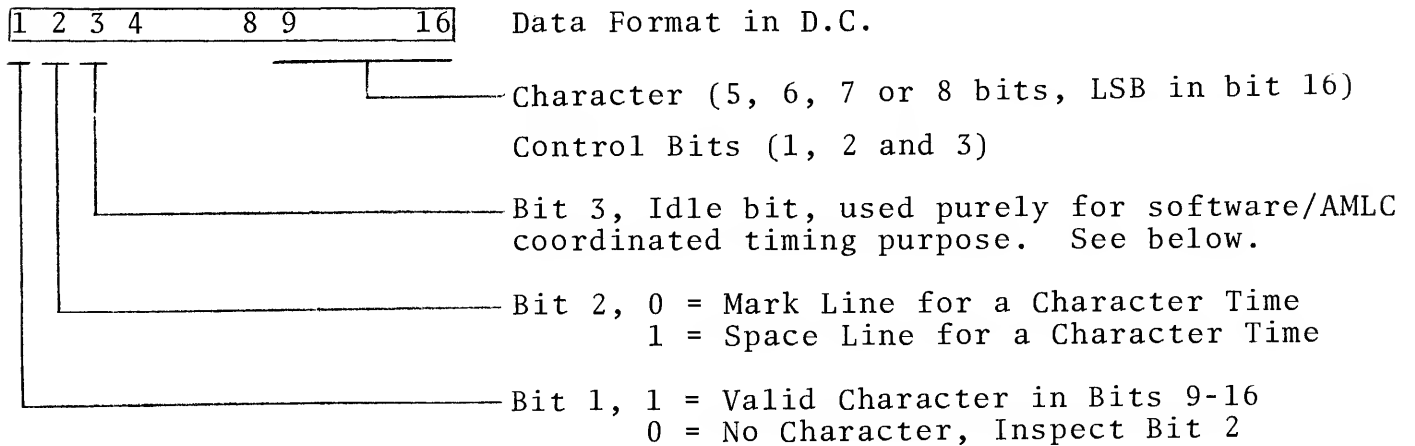 1 2 3 4 8 9 16 Data Format in D.C.
Character (5, 6, 7 or 8 bits, LSB in bit 16)
Control Bits (1, 2 and 3)
Bit 3, Idle bit, used purely for software/AMLC
coordinated timing purpose. See below.
Bit 2, 0 = Mark Line for a Character Time
1 = Space Line for a Character Time
Bit 1, 1 = Valid Character in Bits 9-16
0 = No Character, Inspect Bit 2